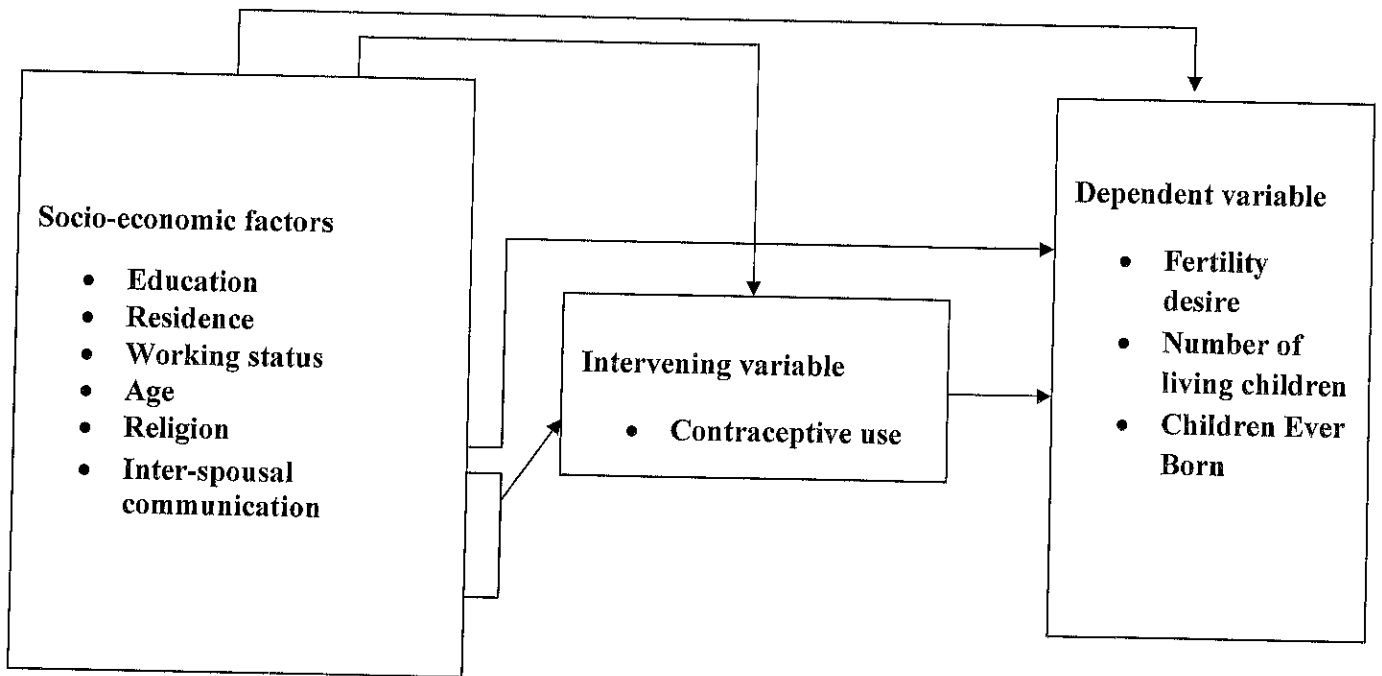 Socio-economic factors
• Education
• Residence
• Working status
• Age
• Religion
• Inter-spousal
communication
Intervening variable
• Contraceptive use
Dependent variable
• Fertility
desire
• Number of
living children
• Children Ever
Born